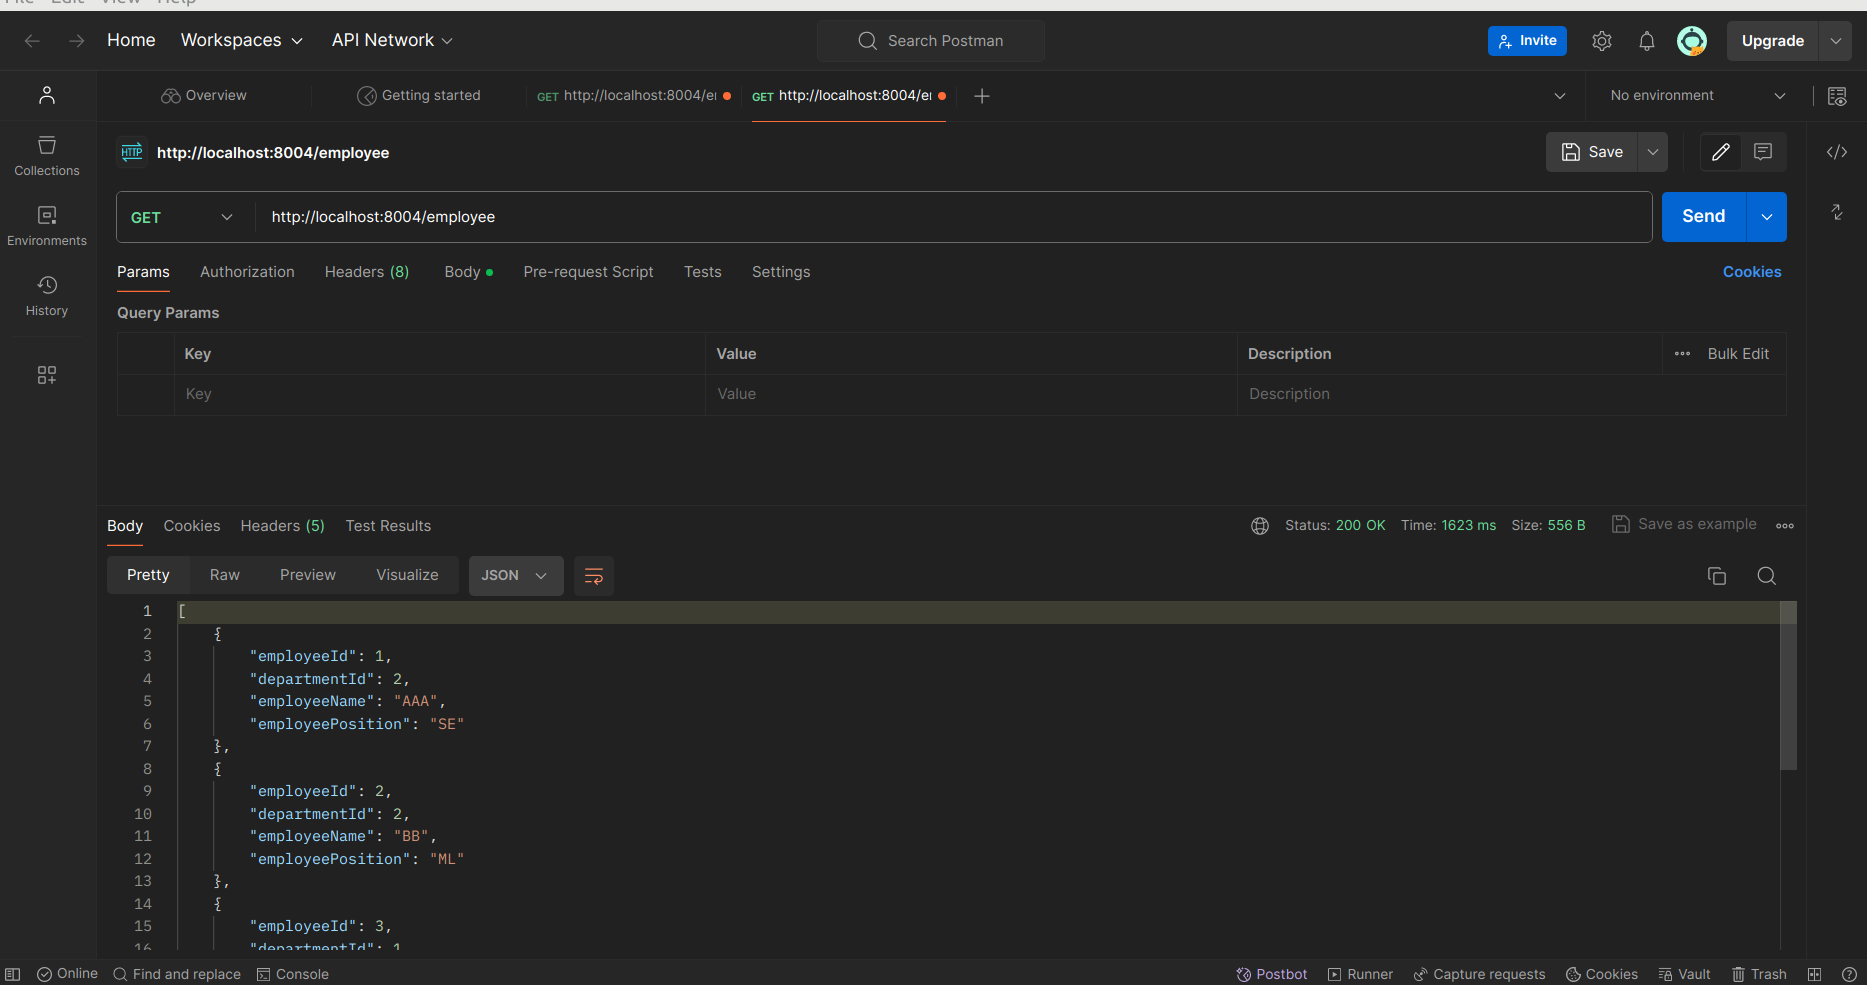 File Edit View Help
Home Workspaces API Network Search Postman Invite Upgrade
Overview Getting started GET http://localhost:8004/e GET http://localhost:8004/e No environment
HTTP http://localhost:8004/employee Save
Collections
GET http://localhost:8004/employee Send
Environments
Params Authorization Headers (8) Body Pre-request Script Tests Settings Cookies
History
Query Params
Key Value Description Bulk Edit
Key Value Description
Body Cookies Headers (5) Test Results Status: 200 OK Time: 1623 ms Size: 556 B Save as example
Pretty Raw Preview Visualize JSON
1 [
2 {
3 "employeeId": 1,
4 "departmentId": 2,
5 "employeeName": "AAA",
6 "employeePosition": "SE"
7 },
8 {
9 "employeeId": 2,
10 "departmentId": 2,
11 "employeeName": "BB",
12 "employeePosition": "ML"
13 },
14 {
15 "employeeId": 3,
16 "departmentId": 1
Online Find and replace Console Postbot Runner Capture requests Cookies Vault Trash